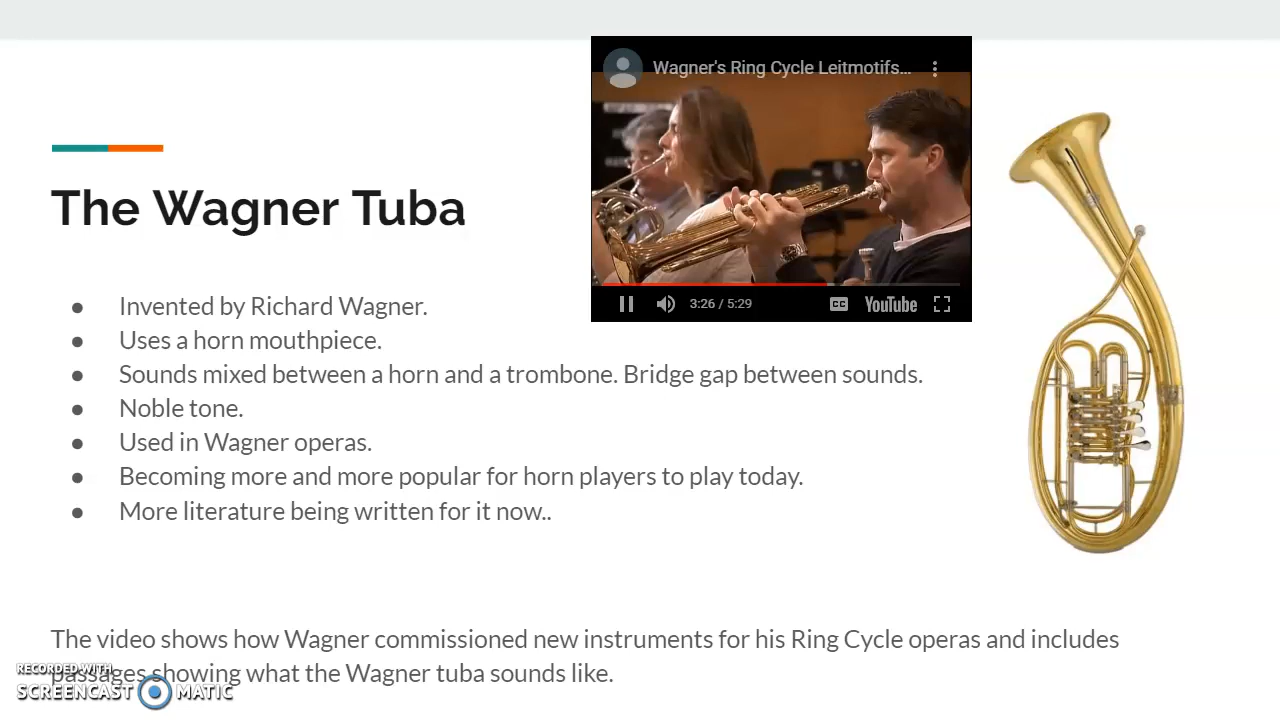 Wagner's Ring Cycle Leitmotifs...
The Wagner Tuba
● Invented by Richard Wagner.
● Uses a horn mouthpiece.
● Sounds mixed between a horn and a trombone. Bridge gap between sounds.
● Noble tone.
● Used in Wagner operas.
● Becoming more and more popular for horn players to play today.
● More literature being written for it now..
3:26 / 5:29 CC YouTube
The video shows how Wagner commissioned new instruments for his Ring Cycle operas and includes
passages showing what the Wagner tuba sounds like.
RECORDED WITH
SCREENCAST MATIC